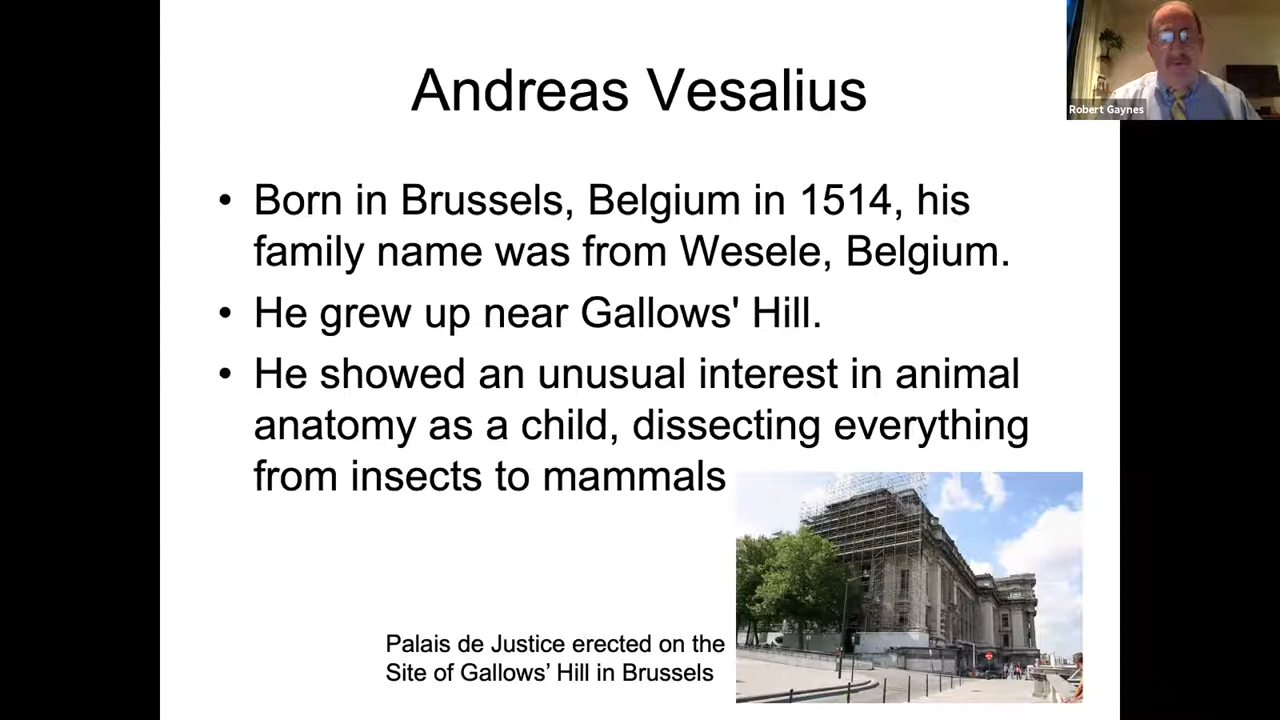 Andreas Vesalius
Robert Gaynes
• Born in Brussels, Belgium in 1514, his
family name was from Wesele, Belgium.
• He grew up near Gallows' Hill.
• He showed an unusual interest in animal
anatomy as a child, dissecting everything
from insects to mammals
Palais de Justice erected on the
Site of Gallows’ Hill in Brussels